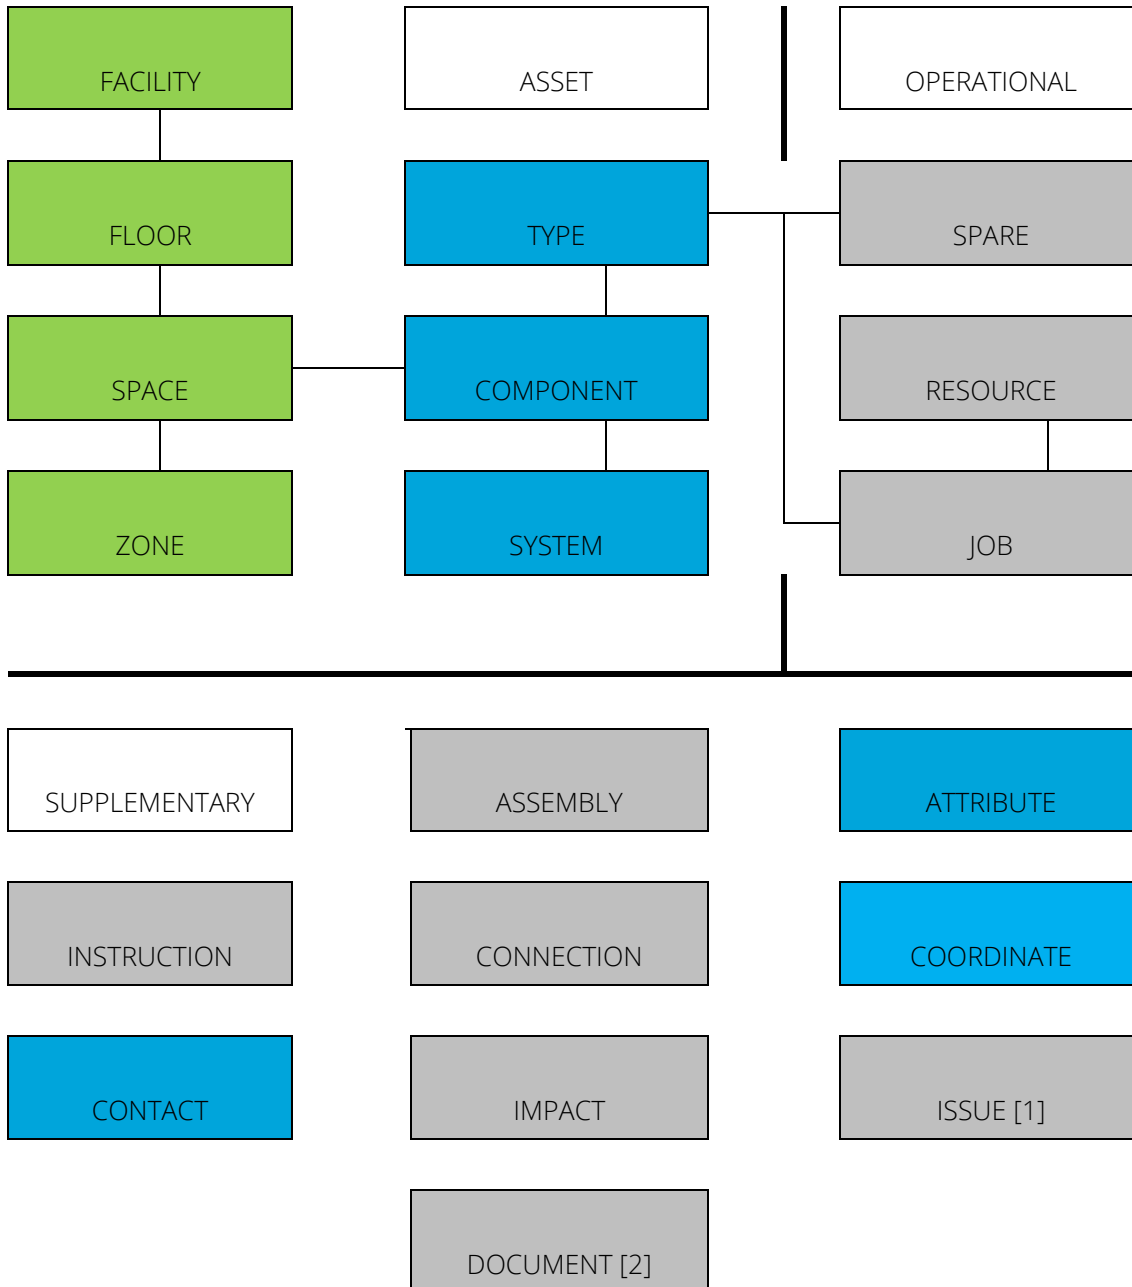 FACILITY
ASSET
OPERATIONAL
FLOOR
TYPE
SPARE
SPACE
COMPONENT
RESOURCE
ZONE
SYSTEM
JOB
SUPPLEMENTARY
ASSEMBLY
ATTRIBUTE
INSTRUCTION
CONNECTION
COORDINATE
CONTACT
IMPACT
ISSUE [1]
DOCUMENT [2]